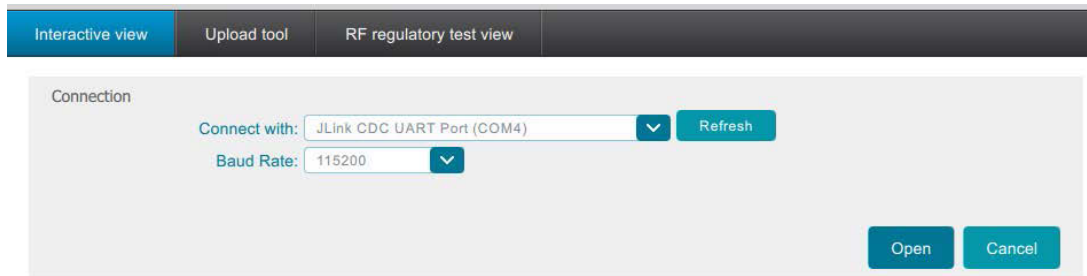 Interactive view Upload tool RF regulatory test view
Connection
Connect with: JLink CDC UART Port (COM4) Refresh
Baud Rate: 115200
Open Cancel